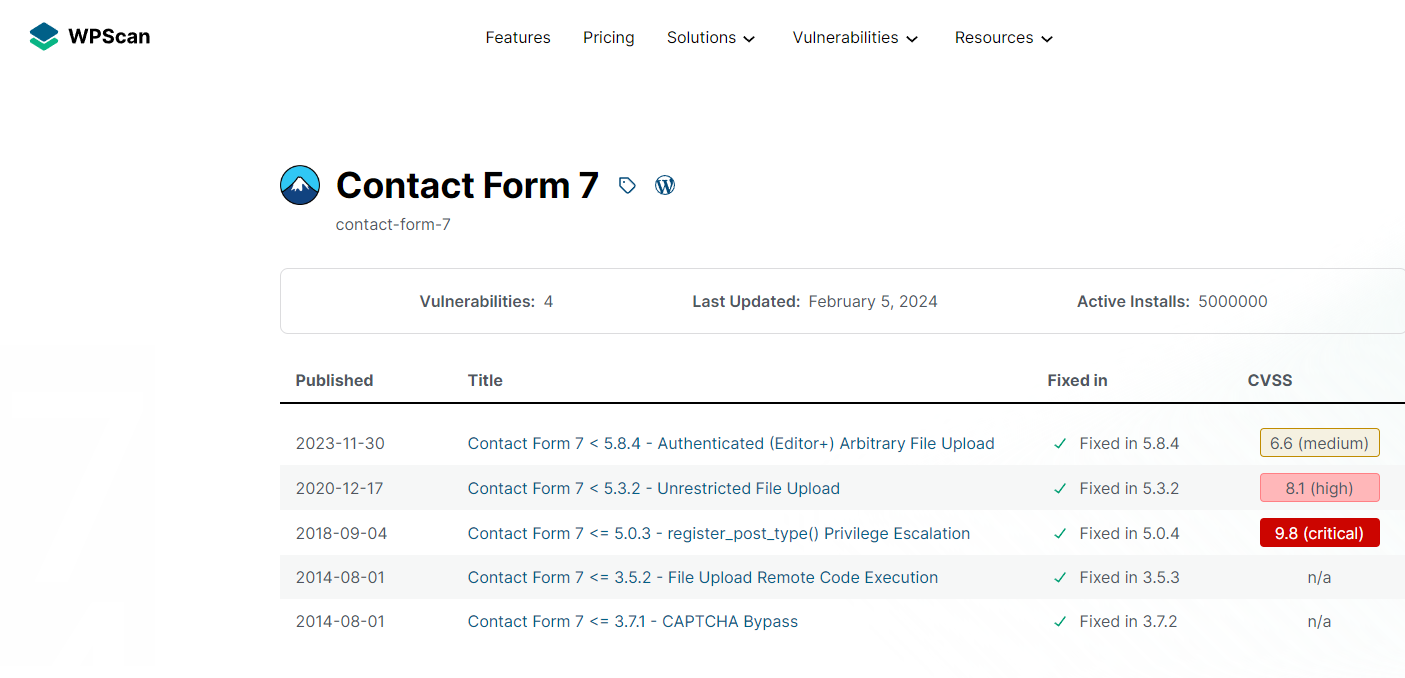 WPScan Features Pricing Solutions Vulnerabilities Resources
Contact Form 7
contact-form-7
Vulnerabilities: 4 Last Updated: February 5, 2024 Active Installs: 5000000
Published Title Fixed in CVSS
2023-11-30 Contact Form 7 < 5.8.4 - Authenticated (Editor+) Arbitrary File Upload Fixed in 5.8.4 6.6 (medium)
2020-12-17 Contact Form 7 < 5.3.2 - Unrestricted File Upload Fixed in 5.3.2 8.1 (high)
2018-09-04 Contact Form 7 <= 5.0.3 - register_post_type() Privilege Escalation Fixed in 5.0.4 9.8 (critical)
2014-08-01 Contact Form 7 <= 3.5.2 - File Upload Remote Code Execution Fixed in 3.5.3 n/a
2014-08-01 Contact Form 7 <= 3.7.1 - CAPTCHA Bypass Fixed in 3.7.2 n/a